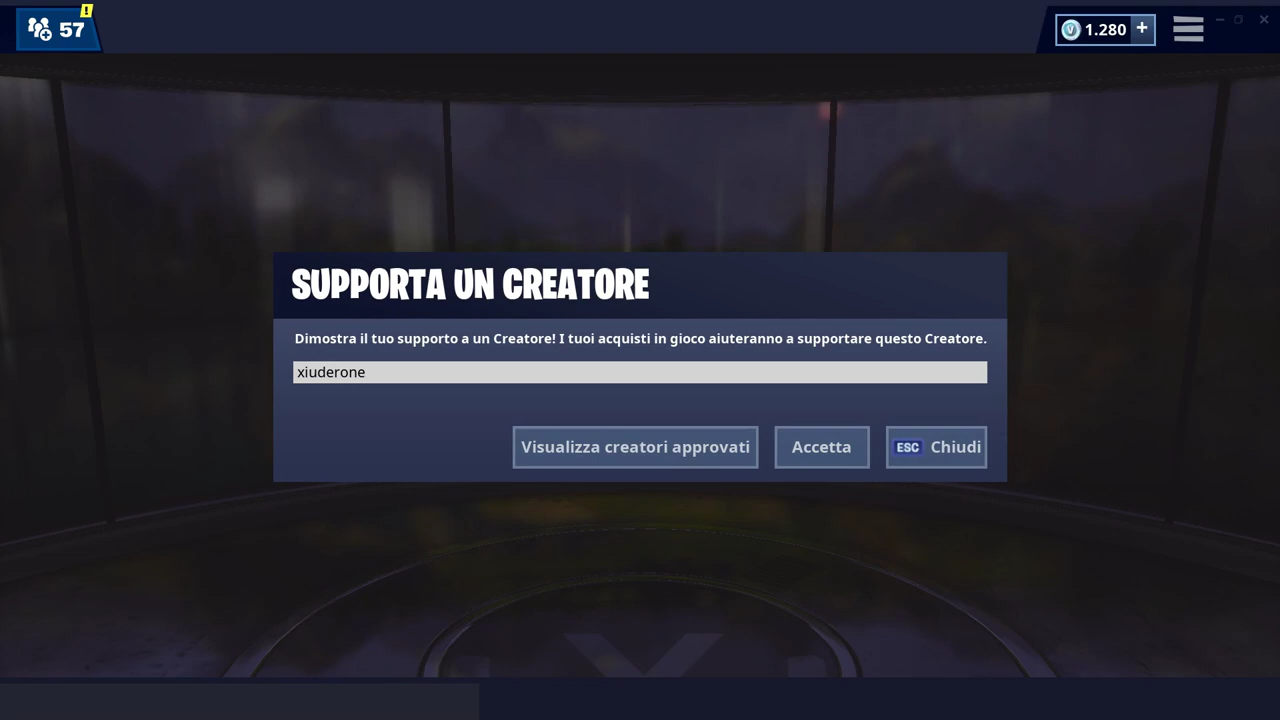 !
57
V 1.280 +
SUPPORTA UN CREATORE
Dimostra il tuo supporto a un Creatore! I tuoi acquisti in gioco aiuteranno a supportare questo Creatore.
xiuderone
Visualizza creatori approvati Accetta ESC Chiudi